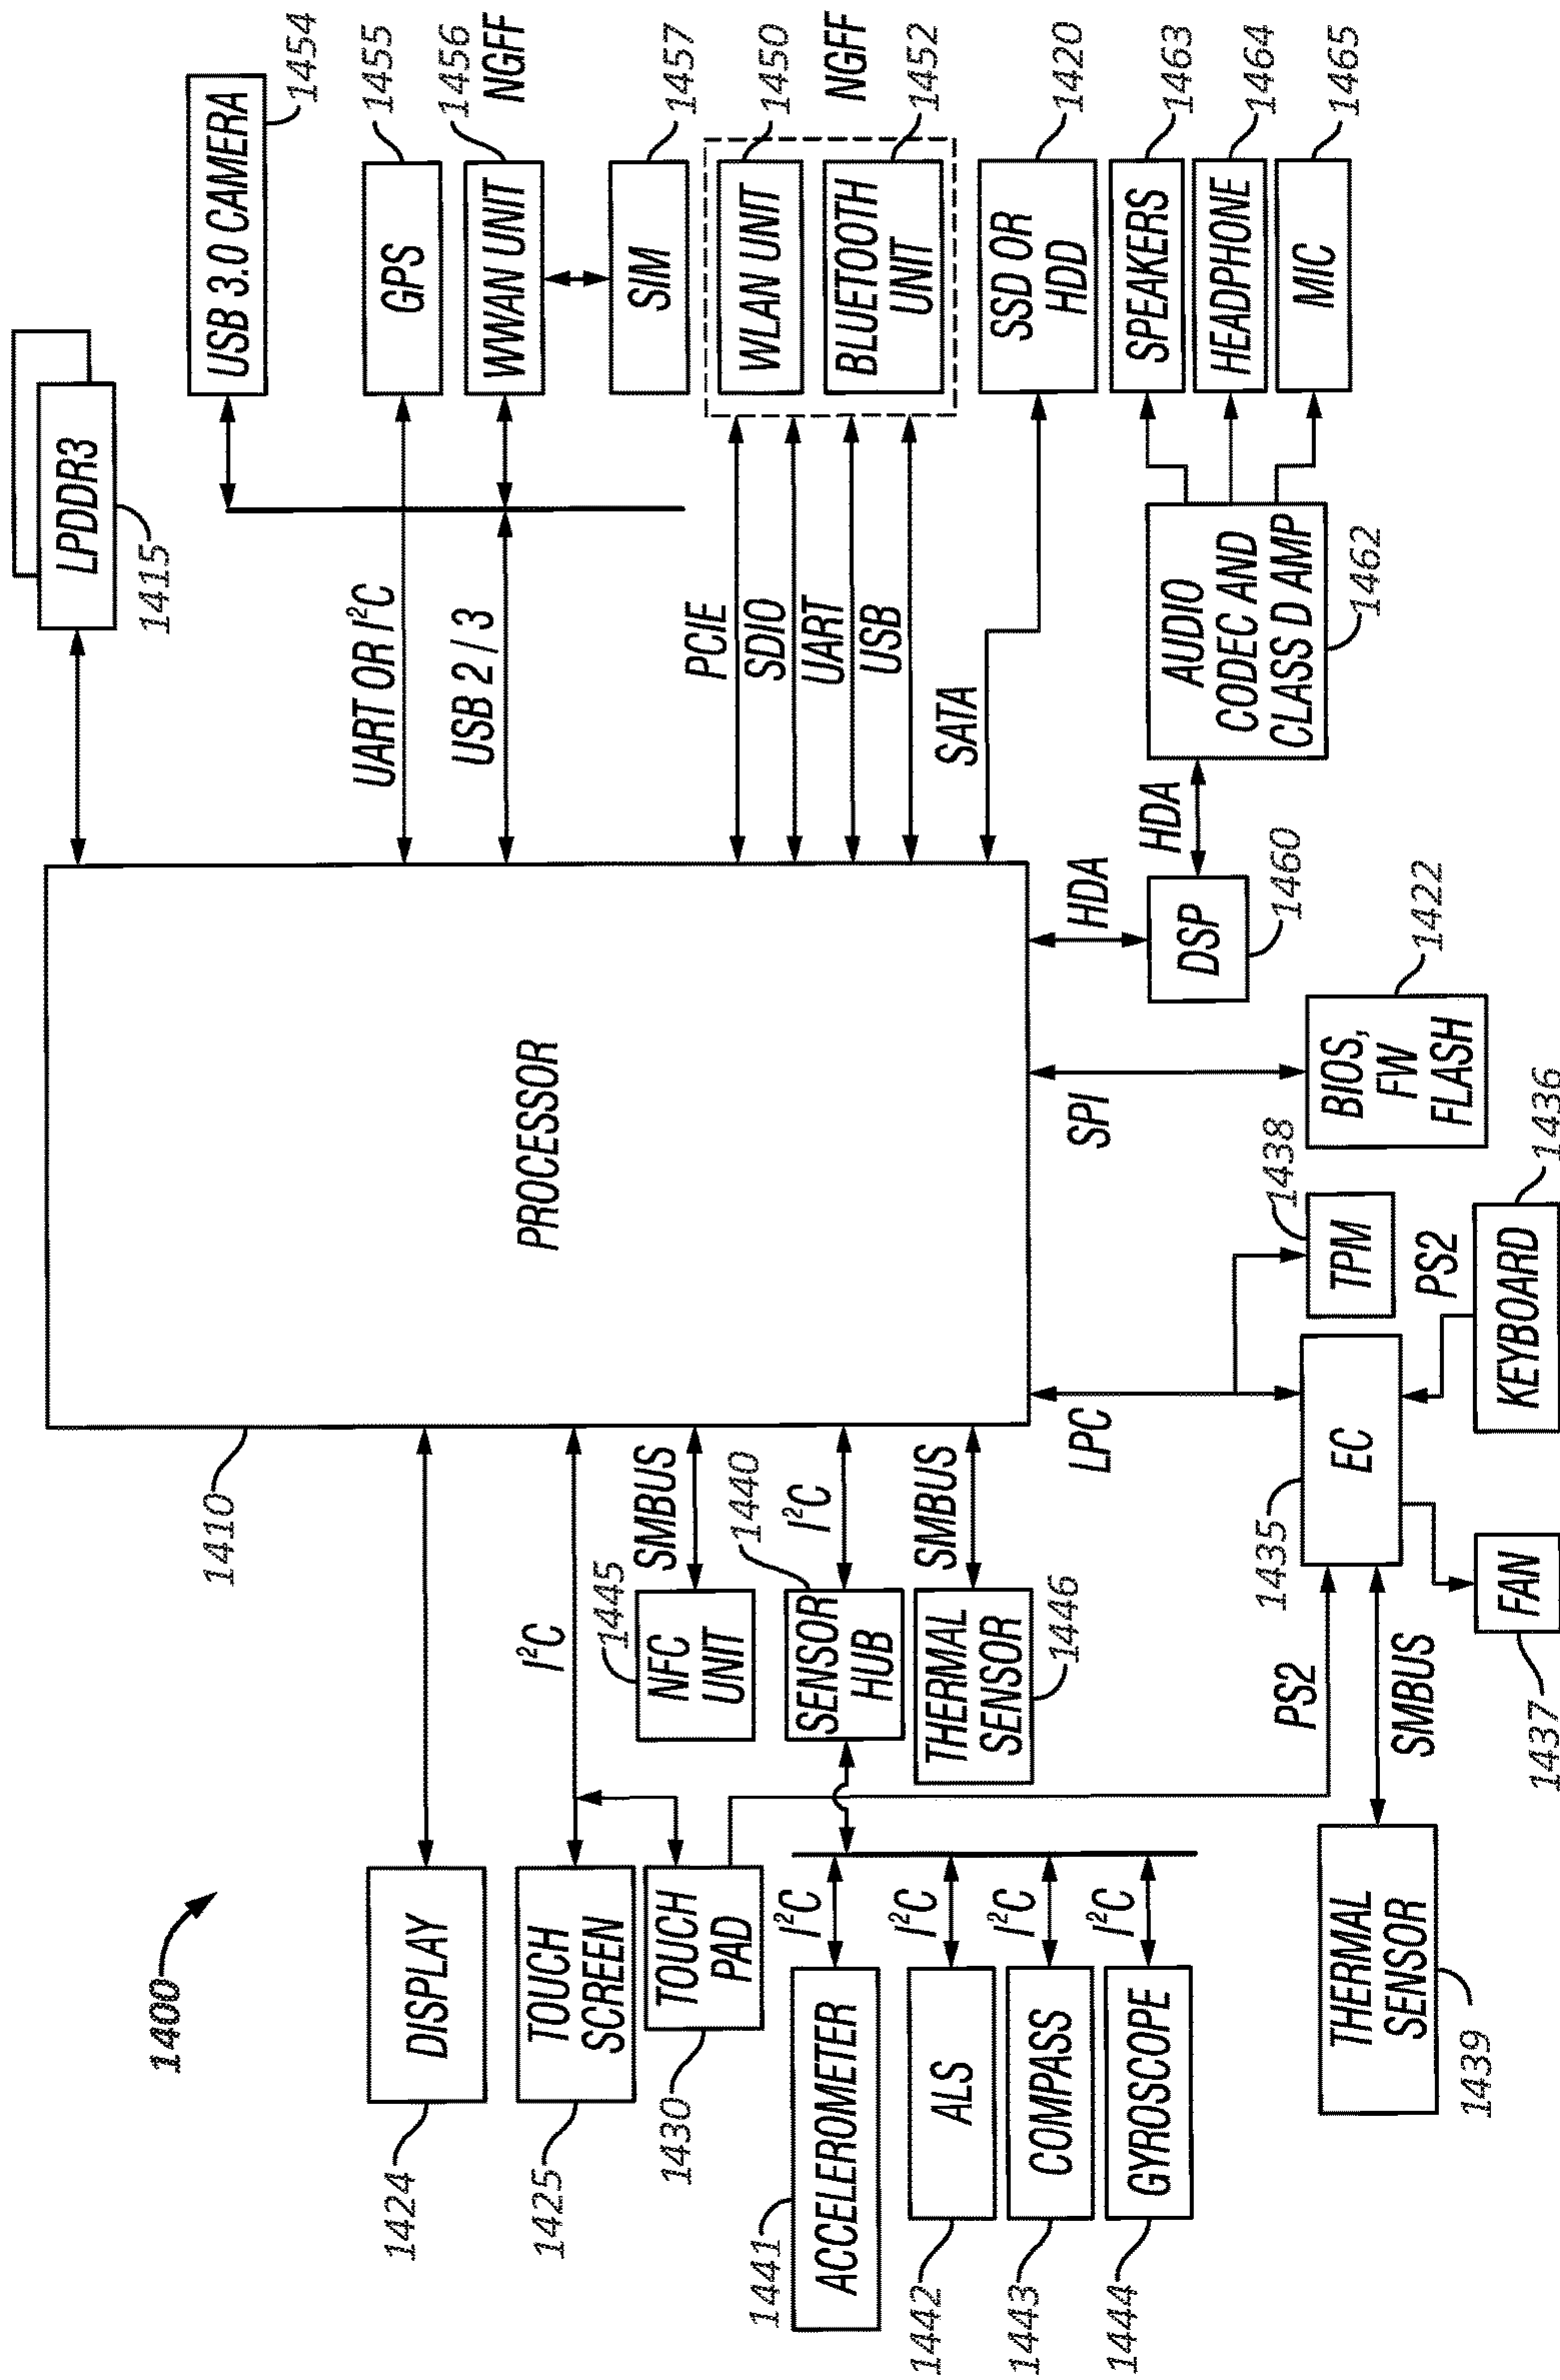 1400
1410
PROCESSOR
LPDDR3
1415
DISPLAY
1424
TOUCH
SCREEN
1425
I²C
TOUCH
PAD
1430
SMBUS
NFC
UNIT
1445
1440
I²C
SENSOR
HUB
SMBUS
THERMAL
SENSOR
1446
I²C
ACCELEROMETER
1441
I²C
ALS
1442
I²C
COMPASS
1443
I²C
GYROSCOPE
1444
PS2
SMBUS
THERMAL
SENSOR
1439
LPC
1435
EC
FAN
1437
PS2
KEYBOARD
1436
TPM
1438
SPI
BIOS,
FW
FLASH
1422
HDA
DSP
1460
HDA
AUDIO
CODEC AND
CLASS D AMP
1462
USB 3.0 CAMERA
1454
UART OR I²C
GPS
1455
USB 2 / 3
WWAN UNIT
1456
NGFF
SIM
1457
PCIE
SDIO
UART
USB
WLAN UNIT
1450
BLUETOOTH
UNIT
NGFF
1452
SATA
SSD OR
HDD
1420
SPEAKERS
1463
HEADPHONE
1464
MIC
1465